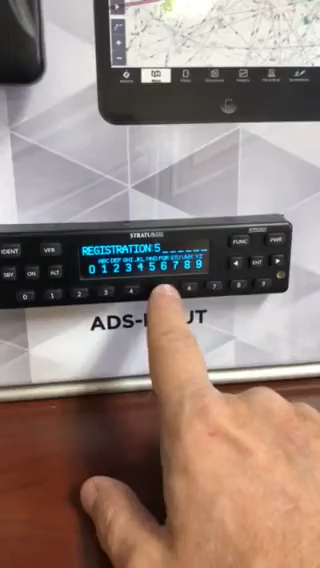 STRATUS
IDENT
VFR
REGISTRATION:5______
FUNC
PWR
ABC DEF GHI JKL MNO PQR STU VWX YZ
0 1 2 3 4 5 6 7 8 9
SBY
ON
ALT
ENT
0 1 2 3 4 6 7 8 9
ADS-B OUT